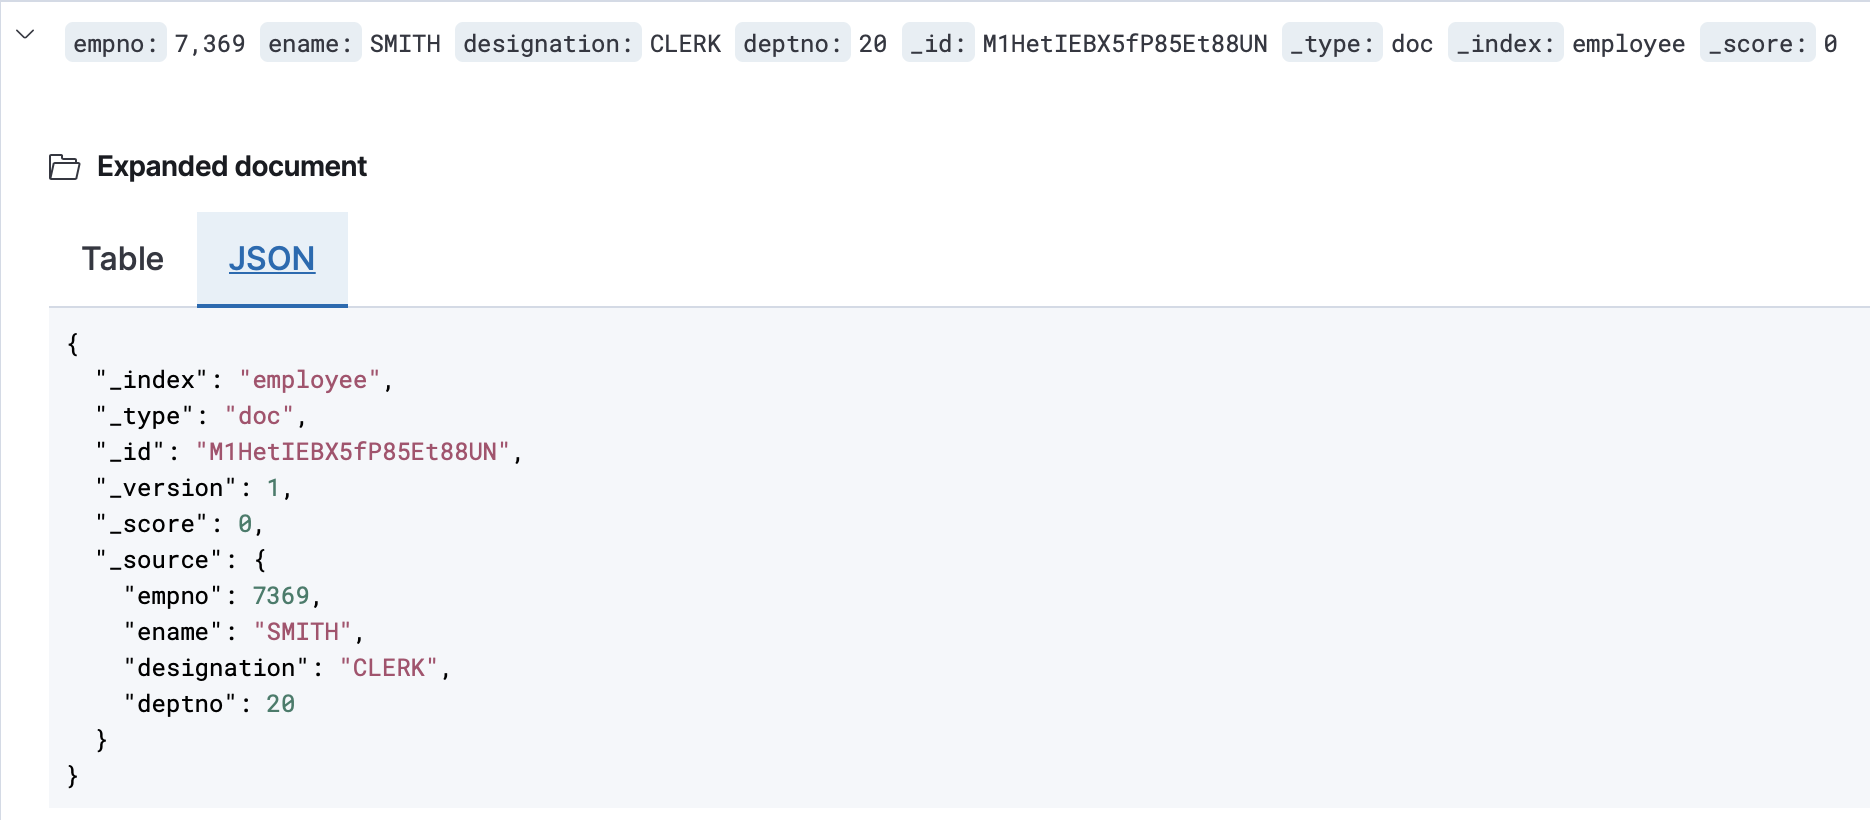 empno: 7,369 ename: SMITH designation: CLERK deptno: 20 _id: M1HetIEBX5fP85Et88UN _type: doc _index: employee _score: 0
Expanded document
Table JSON
{
  "_index": "employee",
  "_type": "doc",
  "_id": "M1HetIEBX5fP85Et88UN",
  "_version": 1,
  "_score": 0,
  "_source": {
    "empno": 7369,
    "ename": "SMITH",
    "designation": "CLERK",
    "deptno": 20
  }
}